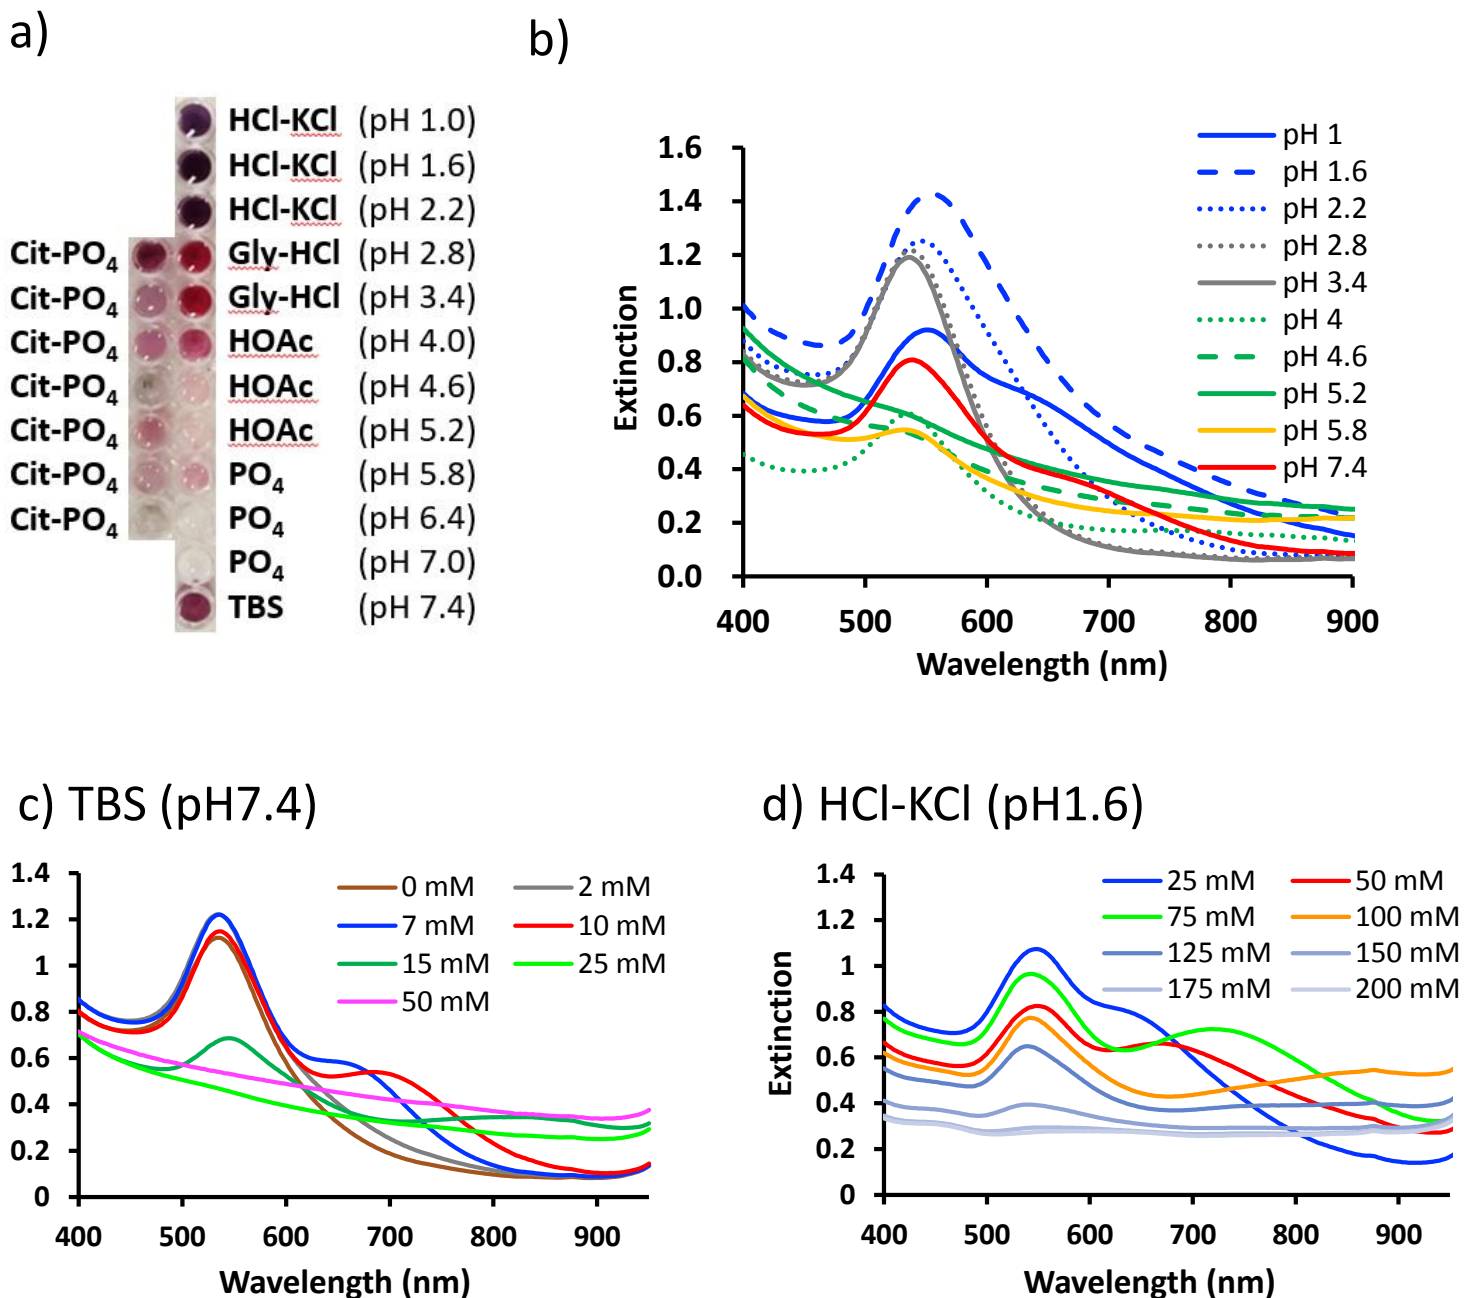 a)
HCl-KCl (pH 1.0)
HCl-KCl (pH 1.6)
HCl-KCl (pH 2.2)
Cit-PO4 Gly-HCl (pH 2.8)
Cit-PO4 Gly-HCl (pH 3.4)
Cit-PO4 HOAc (pH 4.0)
Cit-PO4 HOAc (pH 4.6)
Cit-PO4 HOAc (pH 5.2)
Cit-PO4 PO4 (pH 5.8)
Cit-PO4 PO4 (pH 6.4)
PO4 (pH 7.0)
TBS (pH 7.4)
b)
Extinction
1.6
1.4
1.2
1.0
0.8
0.6
0.4
0.2
0.0
400 500 600 700 800 900
Wavelength (nm)
pH 1
pH 1.6
pH 2.2
pH 2.8
pH 3.4
pH 4
pH 4.6
pH 5.2
pH 5.8
pH 7.4
c) TBS (pH7.4)
1.4
1.2
1
0.8
0.6
0.4
0.2
0
400 500 600 700 800 900
Wavelength (nm)
0 mM 2 mM
7 mM 10 mM
15 mM 25 mM
50 mM
d) HCl-KCl (pH1.6)
Extinction
1.4
1.2
1
0.8
0.6
0.4
0.2
0
400 500 600 700 800 900
Wavelength (nm)
25 mM 50 mM
75 mM 100 mM
125 mM 150 mM
175 mM 200 mM